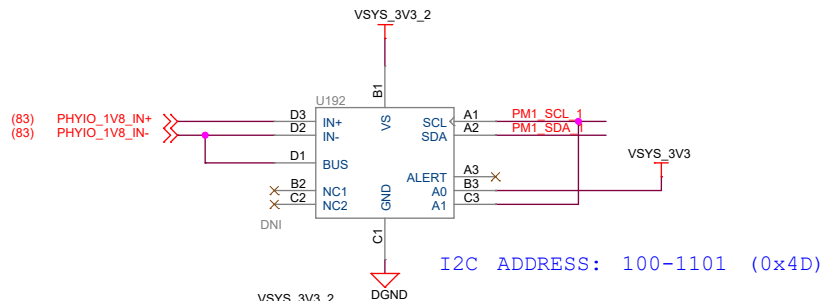 VSYS_3V3_2
U192
B1
(83) PHYIO_1V8_IN+ D3 IN+ VS SCL A1 PM1_SCL_1
(83) PHYIO_1V8_IN- D2 IN- SDA A2 PM1_SDA_1
VSYS_3V3
D1 BUS
ALERT A3
B2 NC1 A0 B3
C2 NC2 GND A1 C3
DNI
C1
I2C ADDRESS: 100-1101 (0x4D)
VSYS_3V3_2 DGND